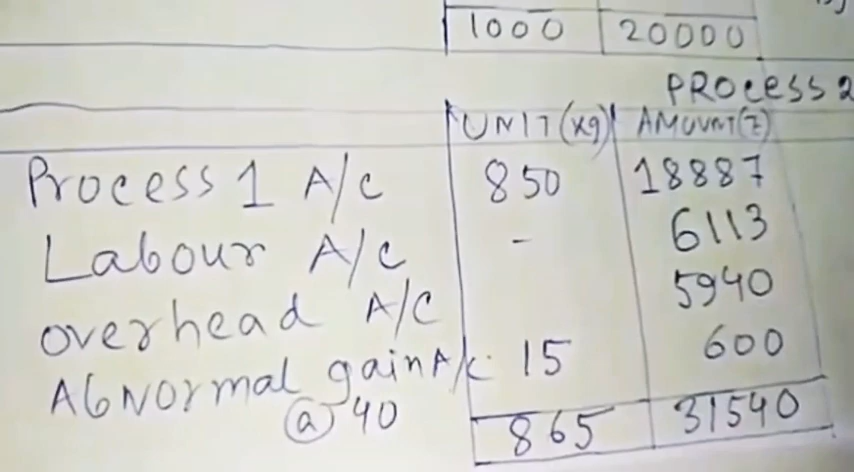 1000 20000
PROCESS 2
UNIT(Kg) AMOUNT(₹)
Process 1 A/C 850 18887
Labour A/C - 6113
overhead A/C 5940
Abnormal gain A/c 15 600
@ 40
865 31540